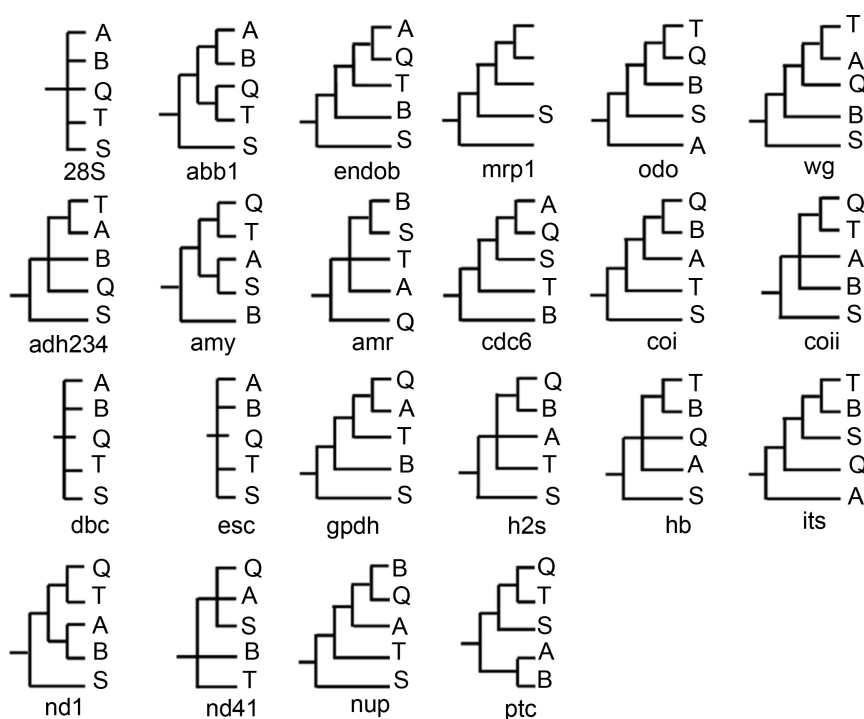 A
B
Q
T
S
28S
A
B
Q
T
S
abb1
A
Q
T
B
S
endob
S
mrp1
T
Q
B
S
A
odo
T
A
Q
B
S
wg
T
A
B
Q
S
adh234
Q
T
A
S
B
amy
B
S
T
A
Q
amr
A
Q
S
T
B
cdc6
Q
B
A
T
S
coi
Q
T
A
B
S
coii
A
B
Q
T
S
dbc
A
B
Q
T
S
esc
Q
A
T
B
S
gpdh
Q
B
A
T
S
h2s
T
B
Q
A
S
hb
T
B
S
Q
A
its
Q
T
A
B
S
nd1
Q
A
S
B
T
nd41
B
Q
A
T
S
nup
Q
T
S
A
B
ptc